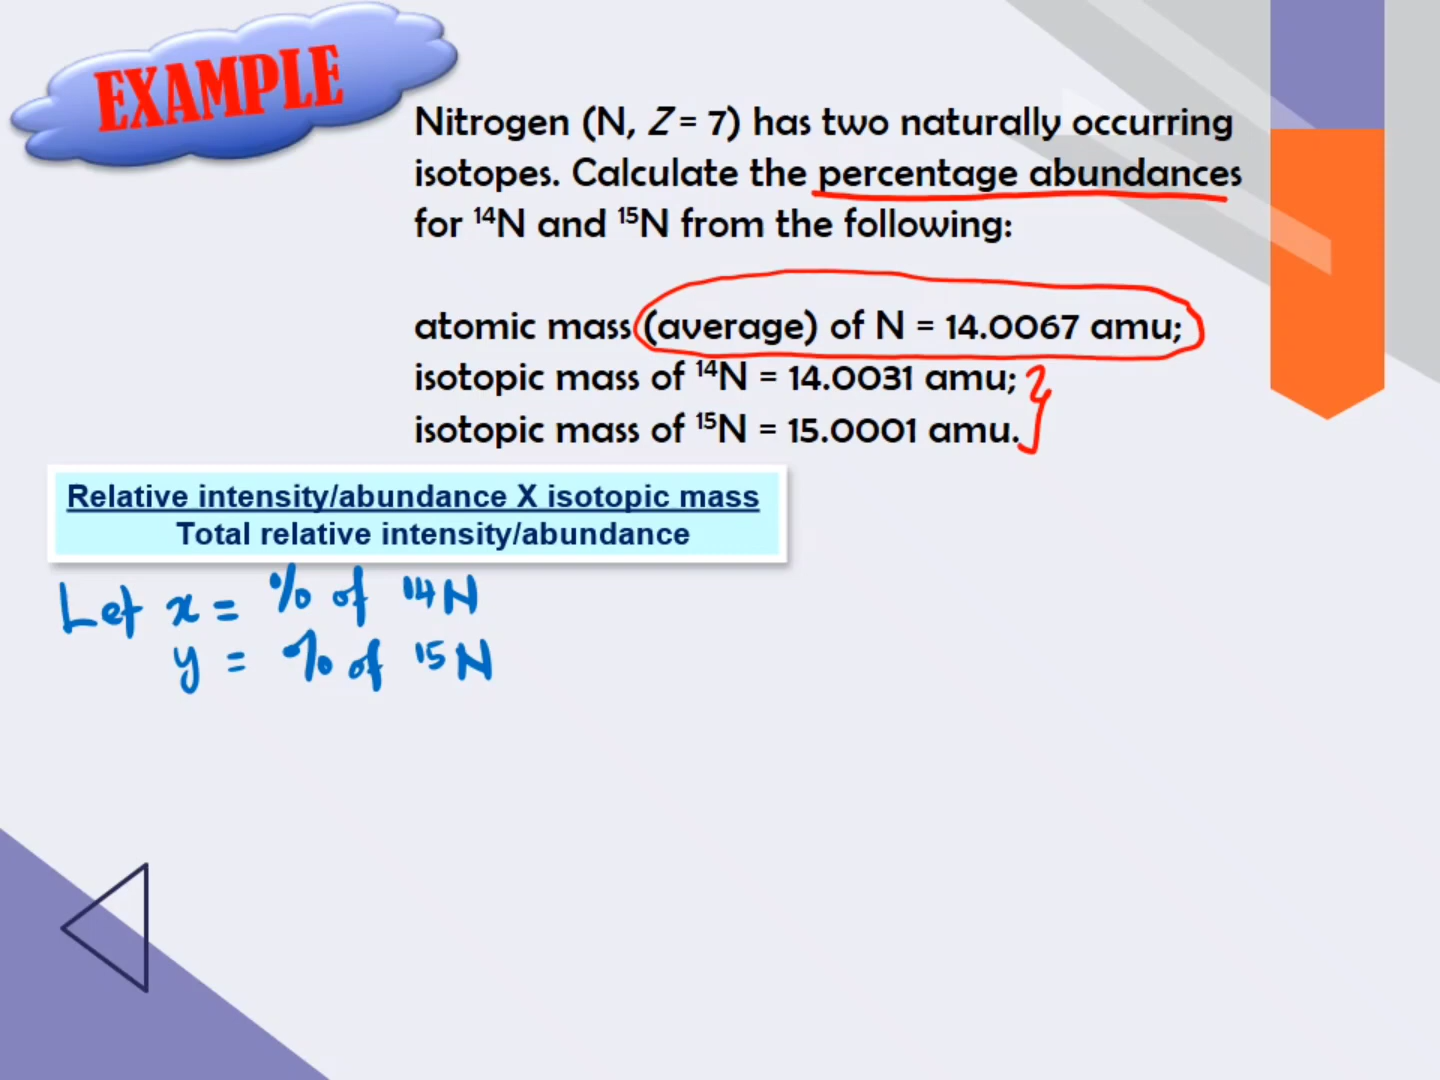 EXAMPLE
Nitrogen (N, Z = 7) has two naturally occurring
isotopes. Calculate the percentage abundances
for ¹⁴N and ¹⁵N from the following:
atomic mass (average) of N = 14.0067 amu;
isotopic mass of ¹⁴N = 14.0031 amu;
isotopic mass of ¹⁵N = 15.0001 amu.
Relative intensity/abundance X isotopic mass
Total relative intensity/abundance
Let x = % of ¹⁴N
y = % of ¹⁵N